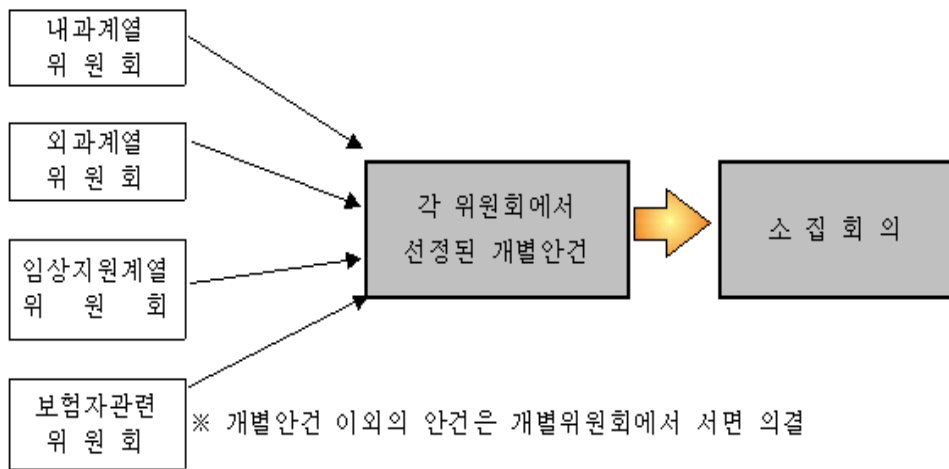 내과계열
위 원 회
외과계열
위 원 회
임상지원계열
위 원 회
보험자관련
위 원 회
각 위원회에서
선정된 개별안건
소 집 회 의
※ 개별안건 이외의 안건은 개별위원회에서 서면 의결